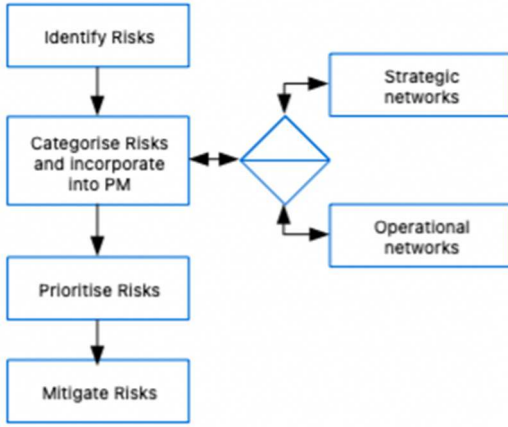 Identify Risks
Categorise Risks
and incorporate
into PM
Prioritise Risks
Mitigate Risks
Strategic
networks
Operational
networks